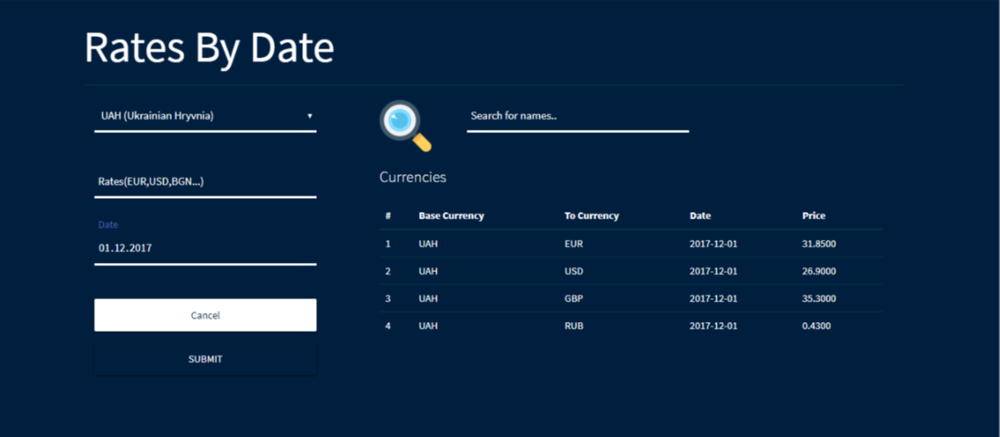 Rates By Date
UAH (Ukrainian Hryvnia)
Rates(EUR,USD,BGN...)
Date
01.12.2017
Cancel
SUBMIT
Search for names..
Currencies
# Base Currency To Currency Date Price
1 UAH EUR 2017-12-01 31.8500
2 UAH USD 2017-12-01 26.9000
3 UAH GBP 2017-12-01 35.3000
4 UAH RUB 2017-12-01 0.4300